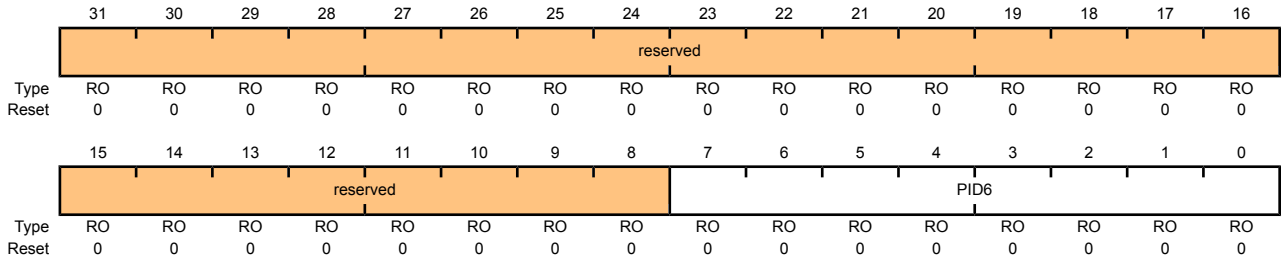 31 30 29 28 27 26 25 24 23 22 21 20 19 18 17 16
reserved
Type RO RO RO RO RO RO RO RO RO RO RO RO RO RO RO RO
Reset 0 0 0 0 0 0 0 0 0 0 0 0 0 0 0 0
15 14 13 12 11 10 9 8 7 6 5 4 3 2 1 0
reserved PID6
Type RO RO RO RO RO RO RO RO RO RO RO RO RO RO RO RO
Reset 0 0 0 0 0 0 0 0 0 0 0 0 0 0 0 0